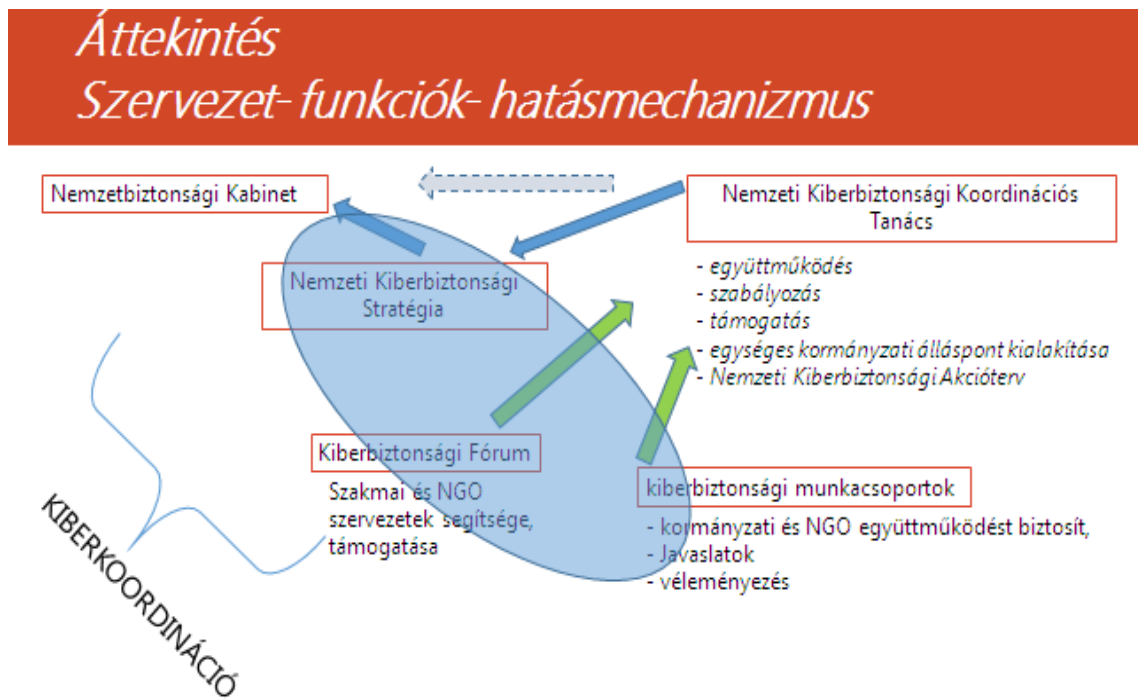 Áttekintés
Szervezet- funkciók- hatásmechanizmus
Nemzetbiztonsági Kabinet
Nemzeti Kiberbiztonsági Koordinációs
Tanács
- együttműködés
- szabályozás
- támogatás
- egységes kormányzati álláspont kialakítása
- Nemzeti Kiberbiztonsági Akcióterv
Nemzeti Kiberbiztonsági
Stratégia
Kiberbiztonsági Fórum
Szakmai és NGO
szervezetek segítsége,
támogatása
kiberbiztonsági munkacsoportok
- kormányzati és NGO együttműködést biztosít,
- Javaslatok
- véleményezés
KIBERKOORDINÁCIÓ